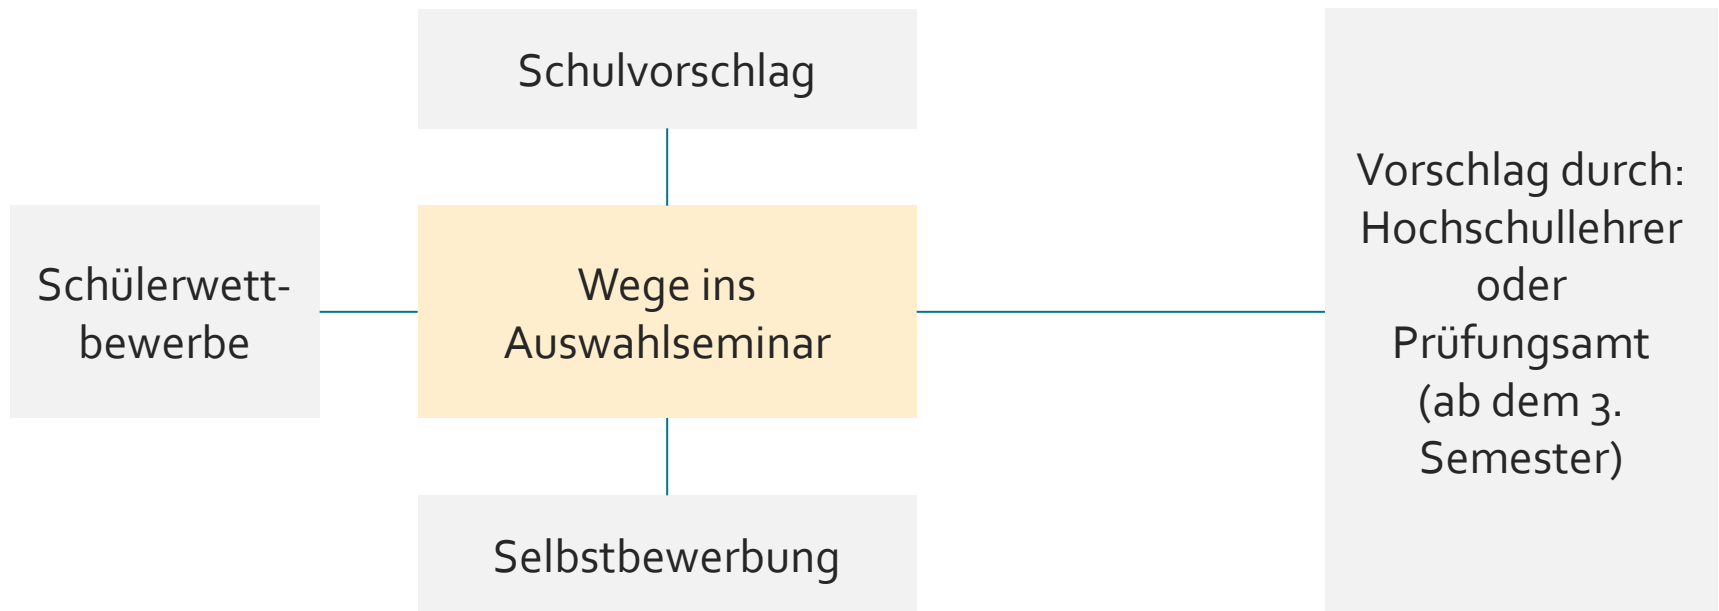 Schulvorschlag
Schülerwett-
bewerbe
Wege ins
Auswahlseminar
Vorschlag durch:
Hochschullehrer
oder
Prüfungsamt
(ab dem 3.
Semester)
Selbstbewerbung